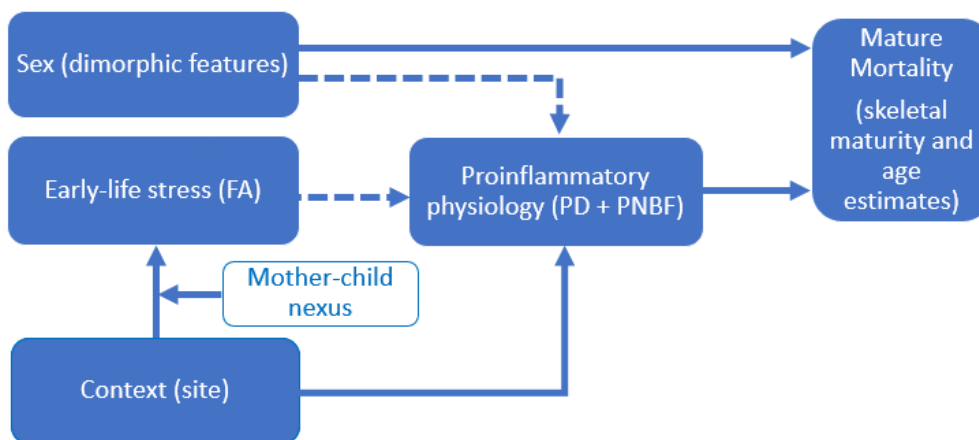 Sex (dimorphic features)
Mature
Mortality
(skeletal
maturity and
age
estimates)
Early-life stress (FA)
Proinflammatory
physiology (PD + PNBF)
Mother-child
nexus
Context (site)